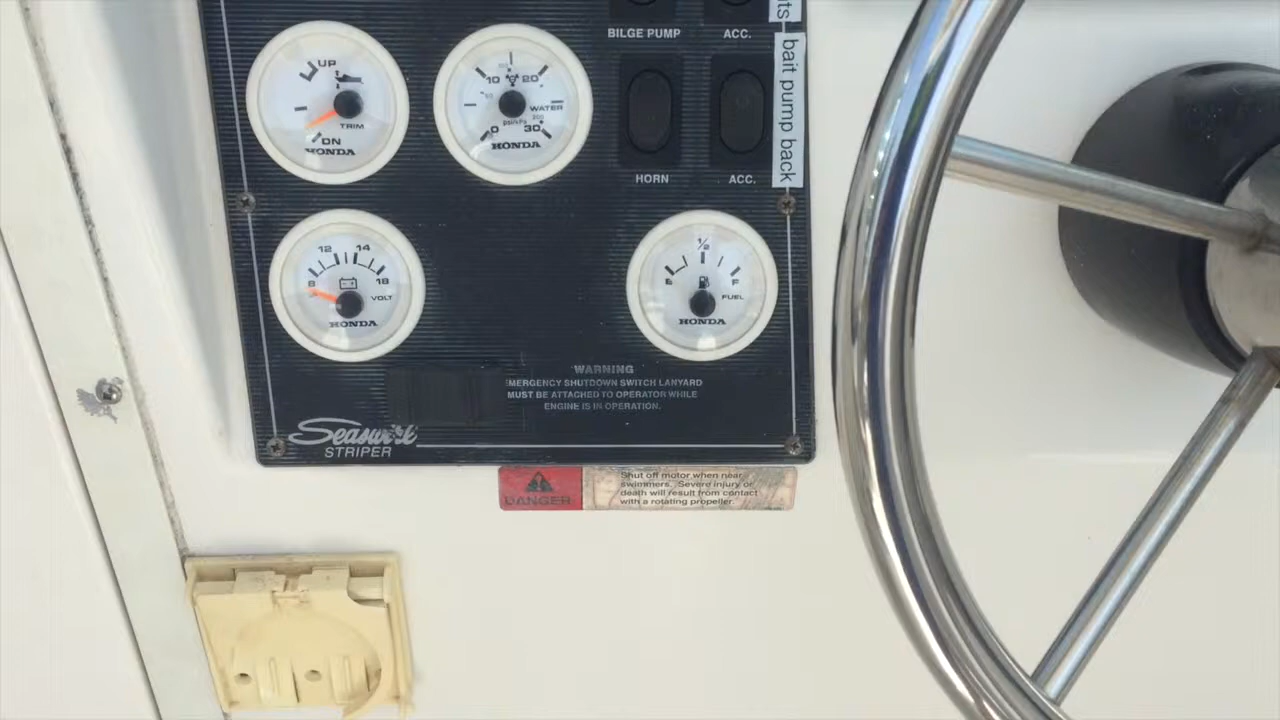 BILGE PUMP
ACC.
ts bait pump back
HORN
ACC.
UP
TRIM
DN
HONDA
10 20
WATER
0 30
HONDA
12 14
8 18
VOLT
HONDA
1/2
E F
FUEL
HONDA
WARNING
EMERGENCY SHUTDOWN SWITCH LANYARD
MUST BE ATTACHED TO OPERATOR WHILE
ENGINE IS IN OPERATION.
Seaswirl
STRIPER
DANGER
Shut off motor when near
swimmers. Severe injury or
death will result from contact
with a rotating propeller.